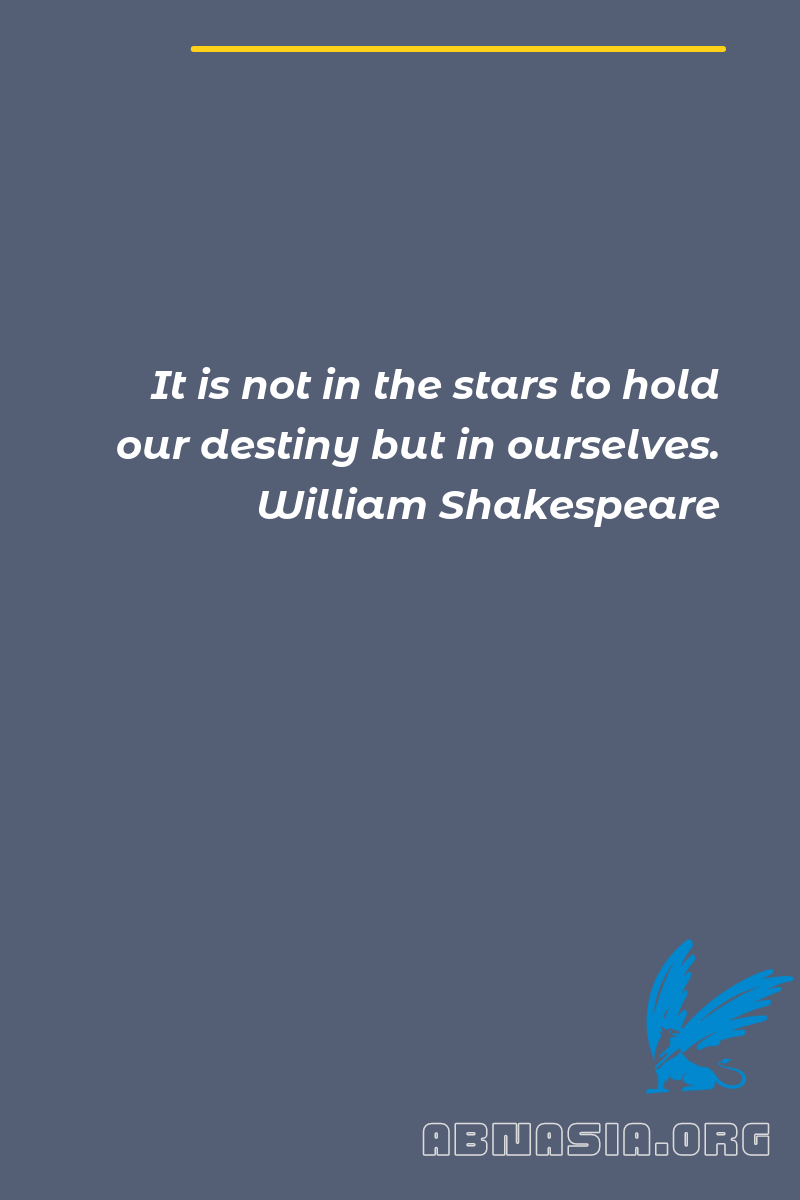 It is not in the stars to hold
our destiny but in ourselves.
William Shakespeare
ABNASIA.ORG